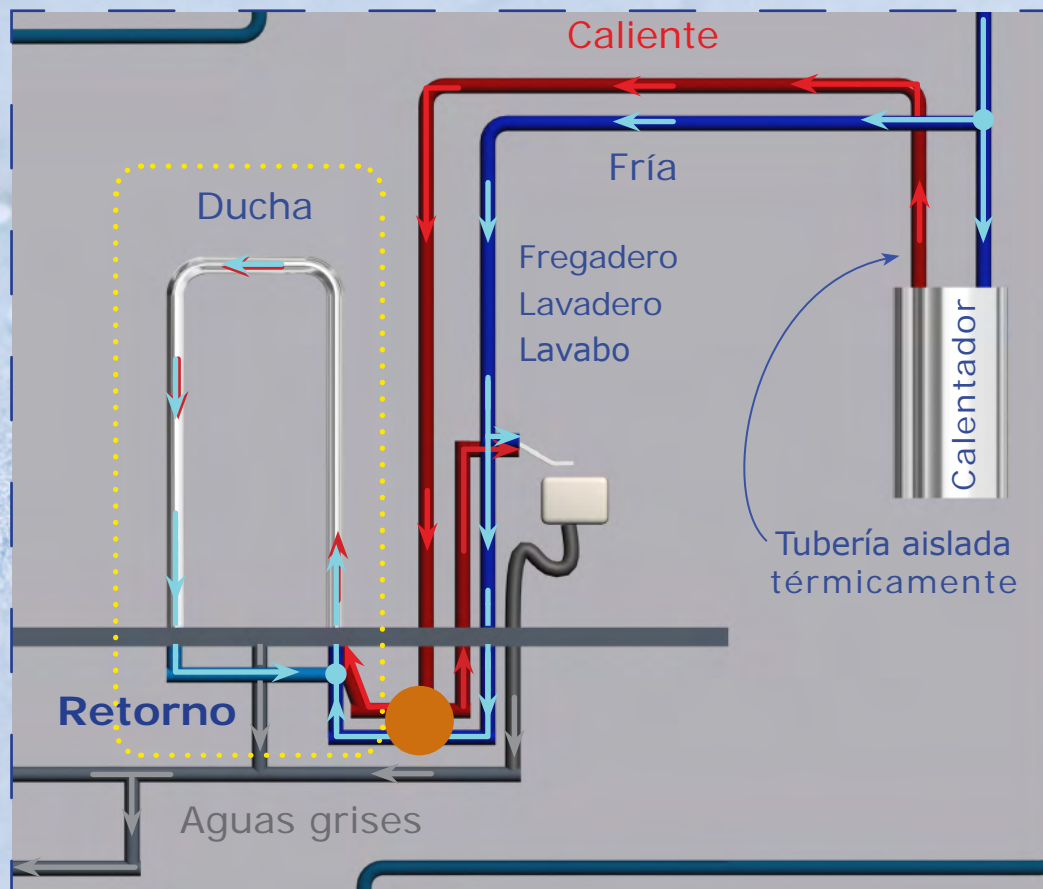 Caliente
Fría
Ducha
Fregadero
Lavadero
Lavabo
Calentador
Tubería aislada
térmicamente
Retorno
Aguas grises